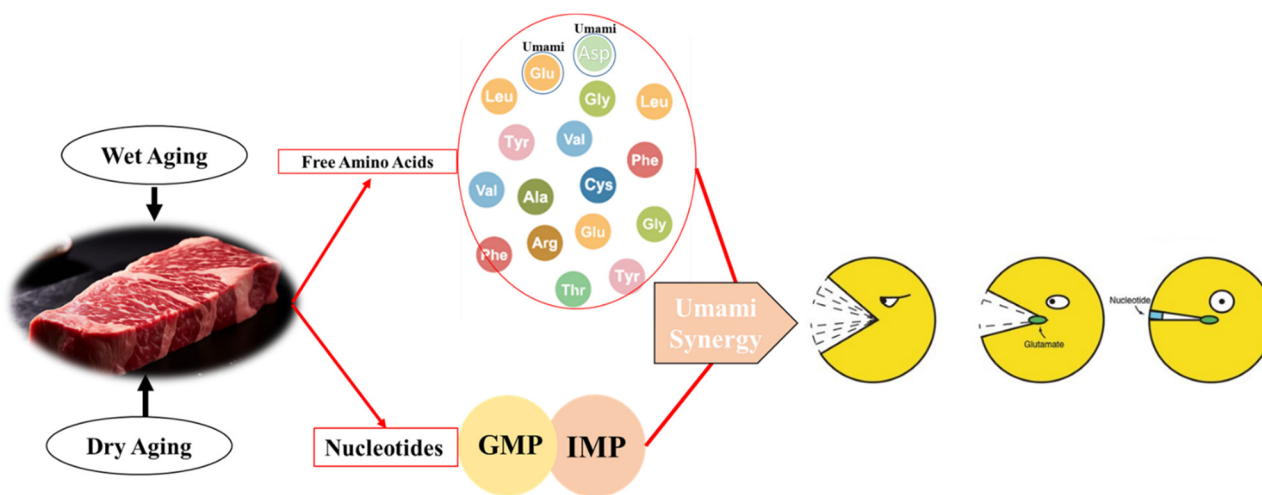 Wet Aging
Dry Aging
Free Amino Acids
Nucleotides
Umami
Umami
Glu
Asp
Leu
Gly
Leu
Tyr
Val
Phe
Val
Ala
Cys
Phe
Arg
Glu
Gly
Thr
Tyr
GMP
IMP
Umami
Synergy
Glutamate
Nucleotide